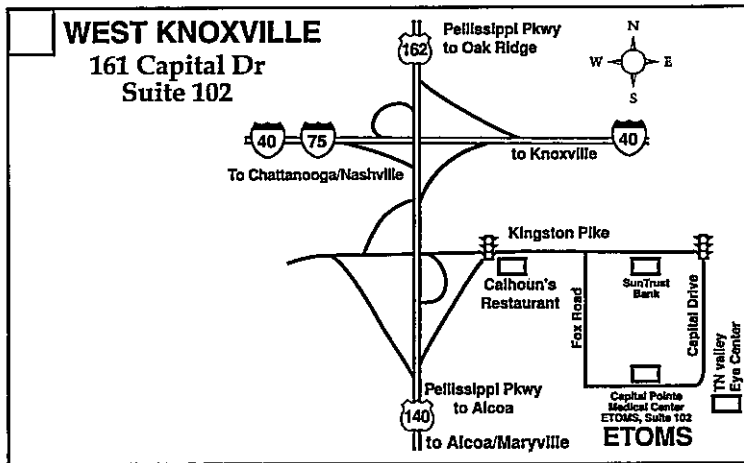 WEST KNOXVILLE
161 Capital Dr
Suite 102
Pellissippi Pkwy
to Oak Ridge
162
N
W E
S
40 75
40
to Knoxville
To Chattanooga/Nashville
Kingston Pike
Calhoun's
Restaurant
Fox Road
SunTrust
Bank
Capital Drive
TN valley
Eye Center
Pellissippi Pkwy
to Alcoa
140
to Alcoa/Maryville
Capital Pointe
Medical Center
ETOMS, Suite 102
ETOMS